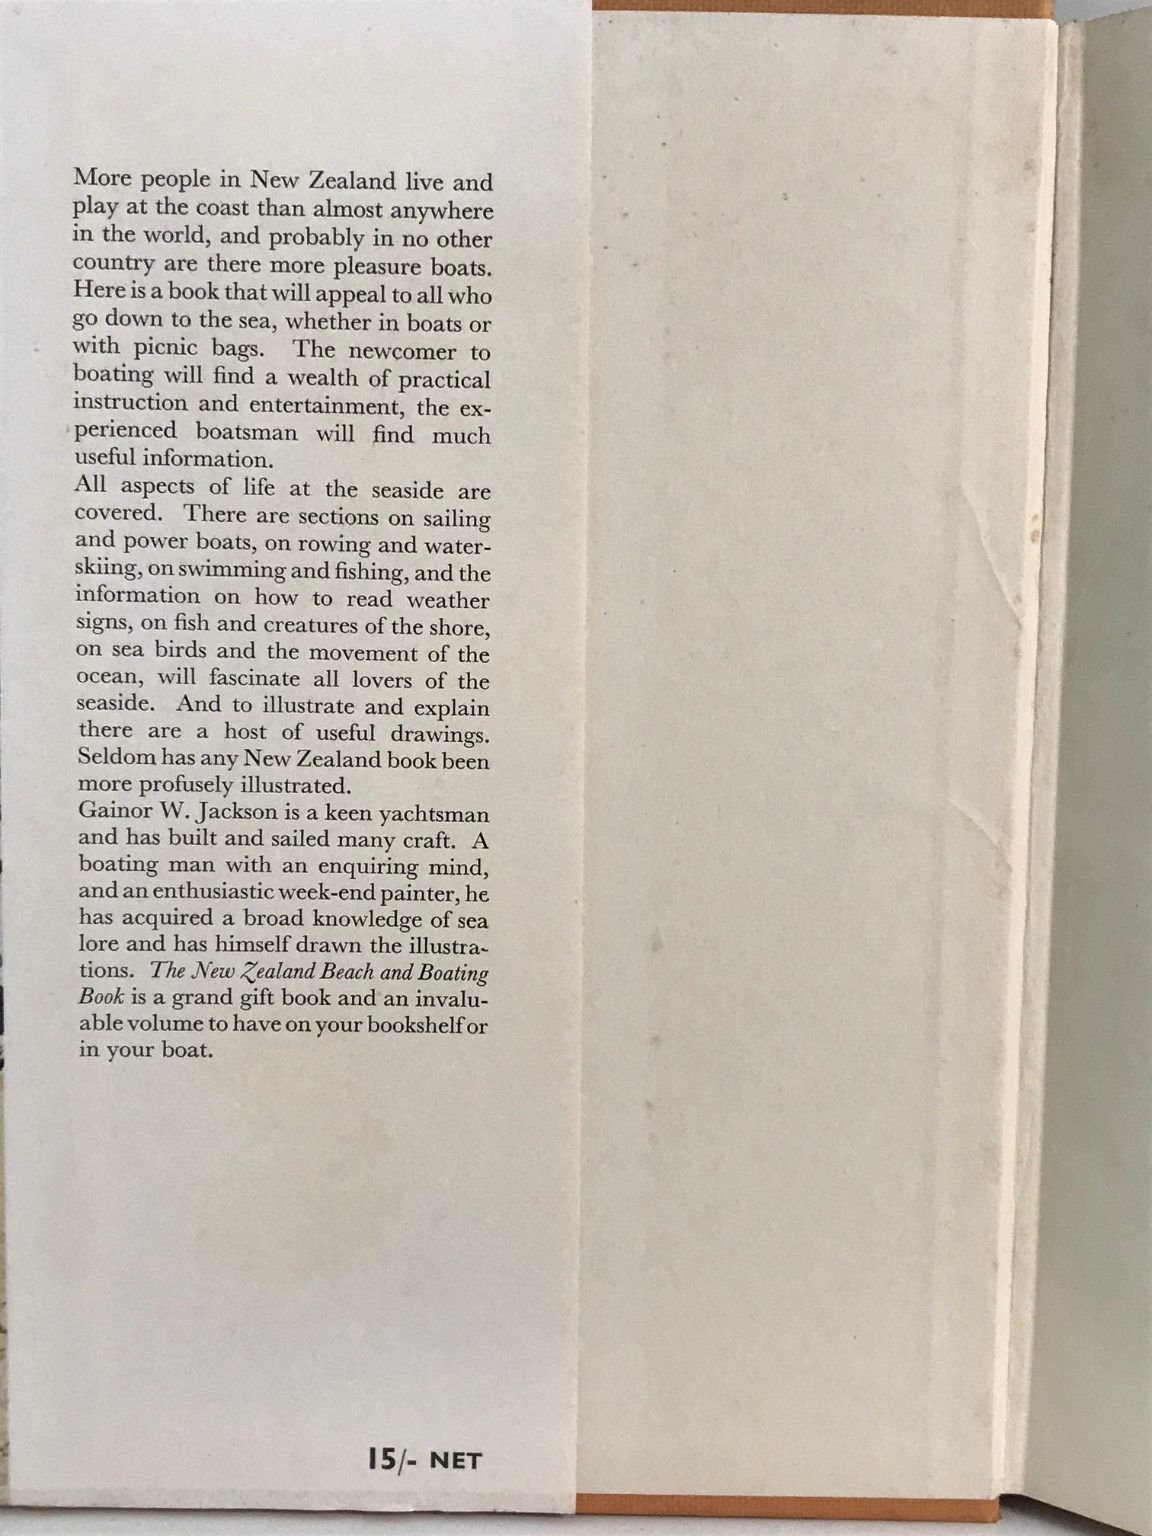 More people in New Zealand live and
play at the coast than almost anywhere
in the world, and probably in no other
country are there more pleasure boats.
Here is a book that will appeal to all who
go down to the sea, whether in boats or
with picnic bags. The newcomer to
boating will find a wealth of practical
instruction and entertainment, the ex-
perienced boatsman will find much
useful information.
All aspects of life at the seaside are
covered. There are sections on sailing
and power boats, on rowing and water-
skiing, on swimming and fishing, and the
information on how to read weather
signs, on fish and creatures of the shore,
on sea birds and the movement of the
ocean, will fascinate all lovers of the
seaside. And to illustrate and explain
there are a host of useful drawings.
Seldom has any New Zealand book been
more profusely illustrated.
Gainor W. Jackson is a keen yachtsman
and has built and sailed many craft. A
boating man with an enquiring mind,
and an enthusiastic week-end painter, he
has acquired a broad knowledge of sea
lore and has himself drawn the illustra-
tions. The New Zealand Beach and Boating
Book is a grand gift book and an invalu-
able volume to have on your bookshelf or
in your boat.
15/- NET